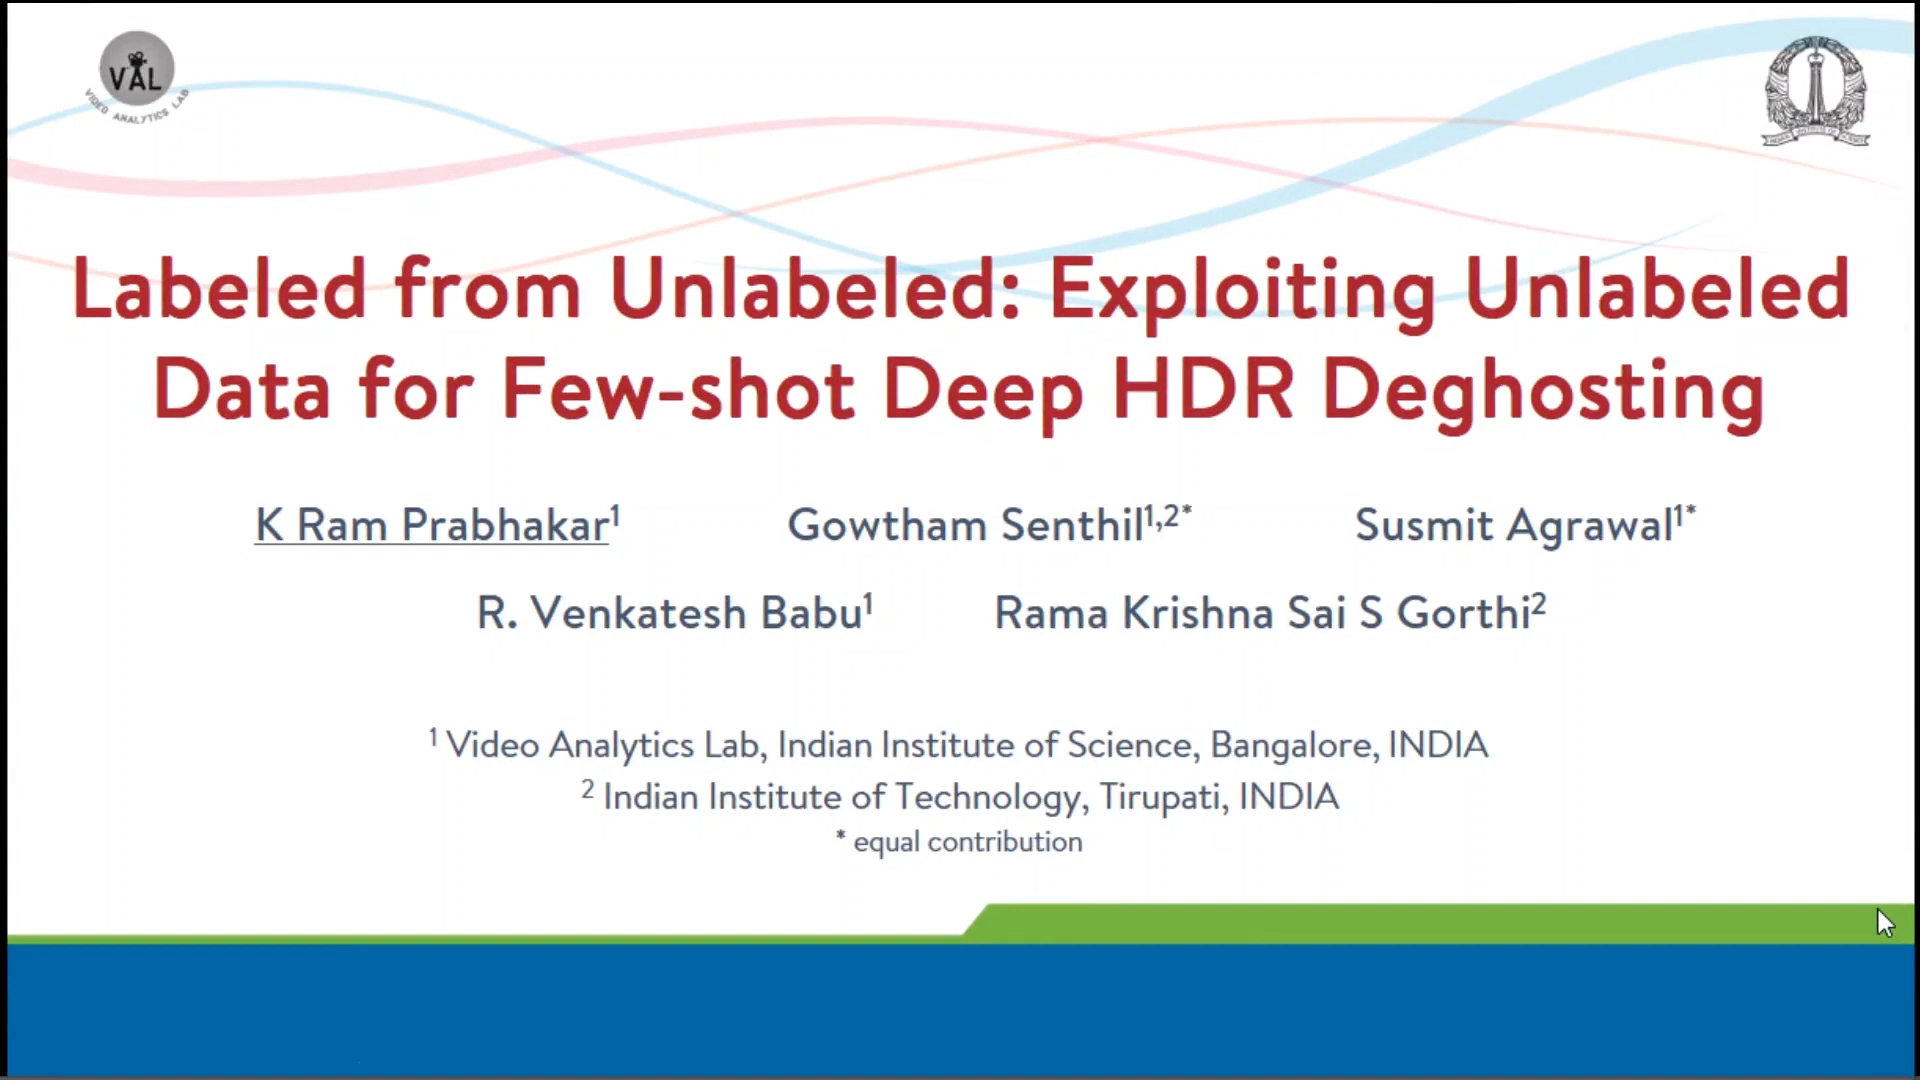 VAL
VIDEO ANALYTICS LAB
Labeled from Unlabeled: Exploiting Unlabeled
Data for Few-shot Deep HDR Deghosting
K Ram Prabhakar¹ Gowtham Senthil¹,²* Susmit Agrawal¹*
R. Venkatesh Babu¹ Rama Krishna Sai S Gorthi²
¹ Video Analytics Lab, Indian Institute of Science, Bangalore, INDIA
² Indian Institute of Technology, Tirupati, INDIA
* equal contribution